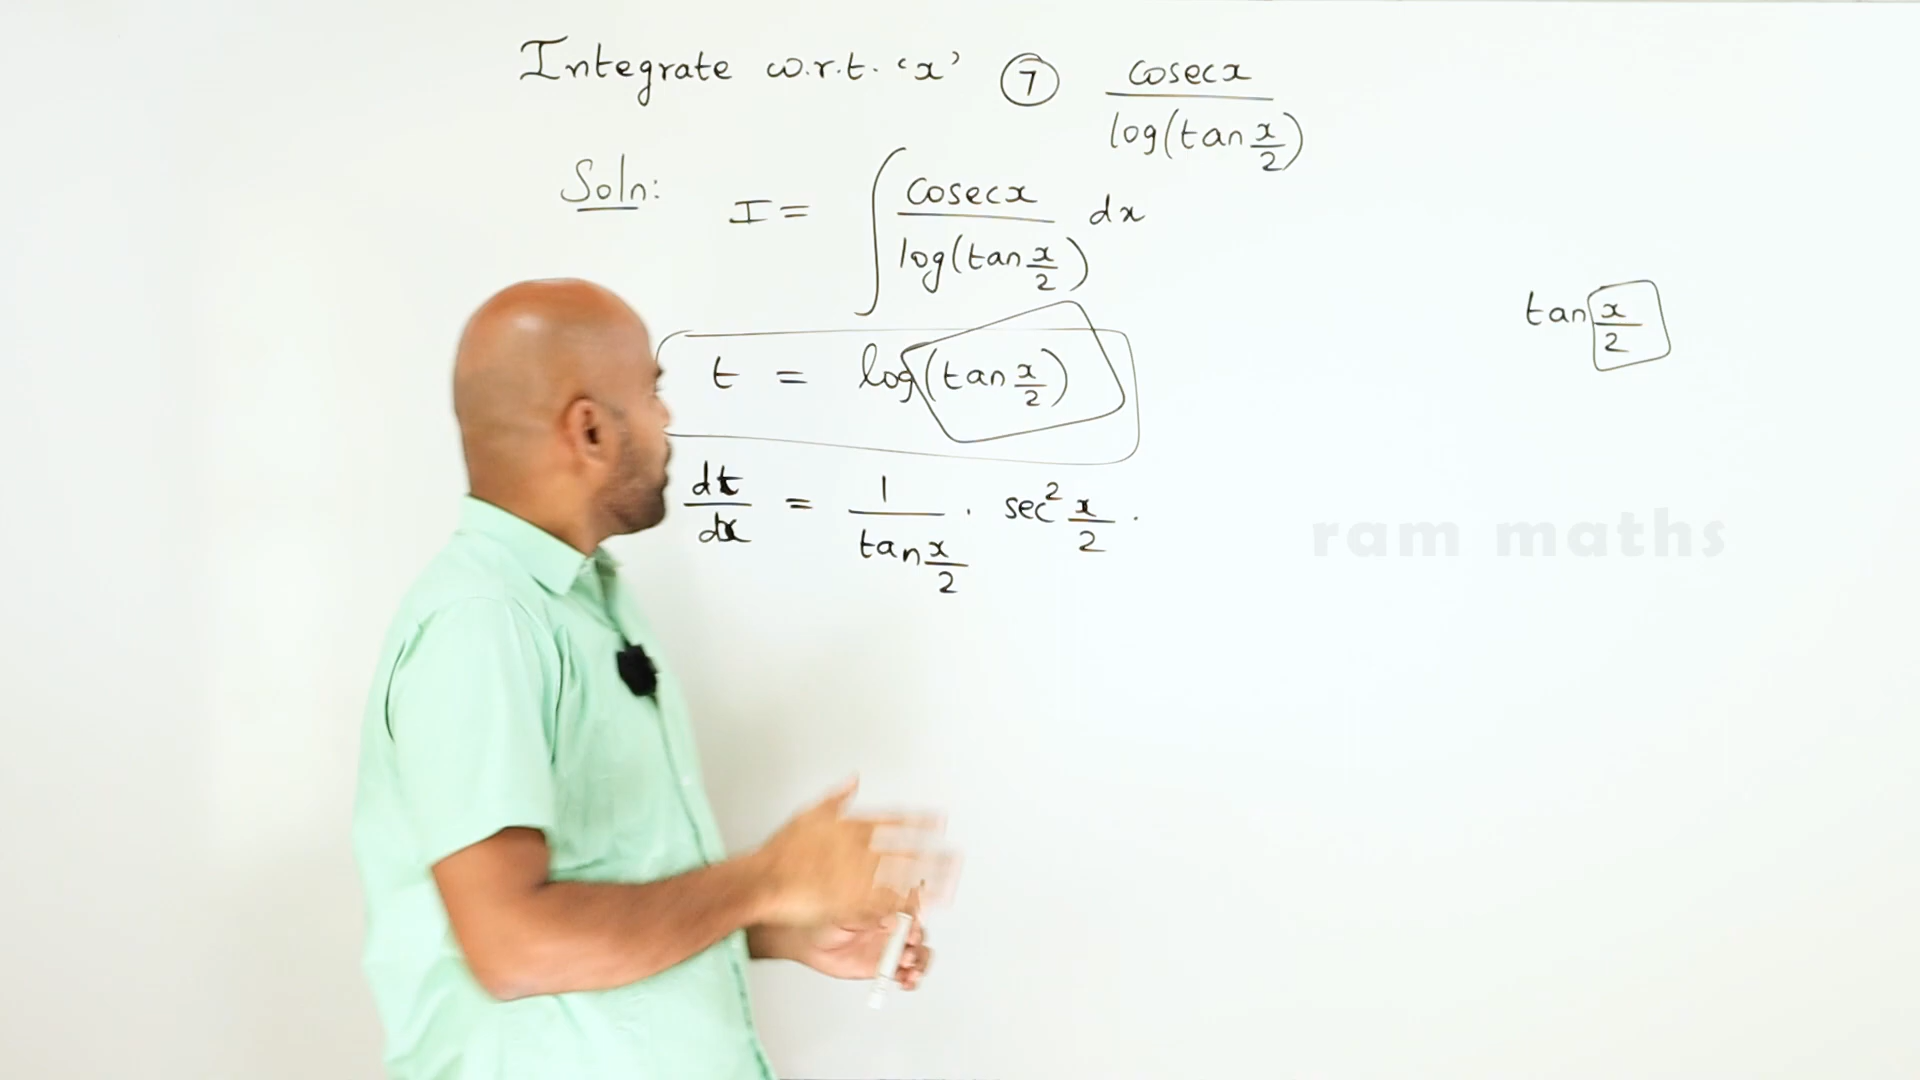 Integrate w.r.t. 'x' ⑦ cosecx / log(tan x/2)
Soln: I = ∫ cosecx / log(tan x/2) dx
tan x/2
t = log(tan x/2)
dt/dx = 1 / tan x/2 . sec² x/2 .
ram maths